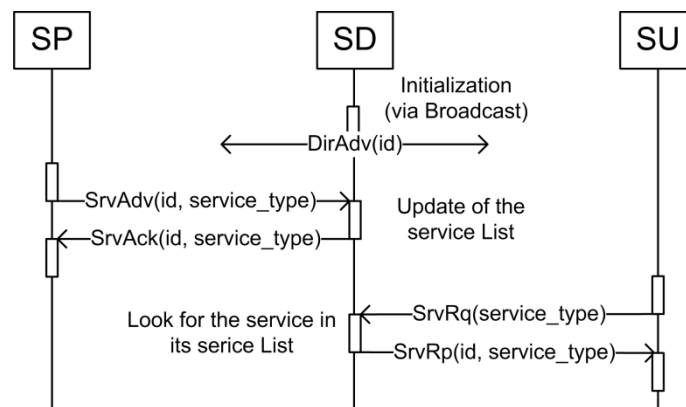 SP
SD
SU
Initialization
(via Broadcast)
DirAdv(id)
SrvAdv(id, service_type)
Update of the
service List
SrvAck(id, service_type)
SrvRq(service_type)
Look for the service in
its serice List
SrvRp(id, service_type)